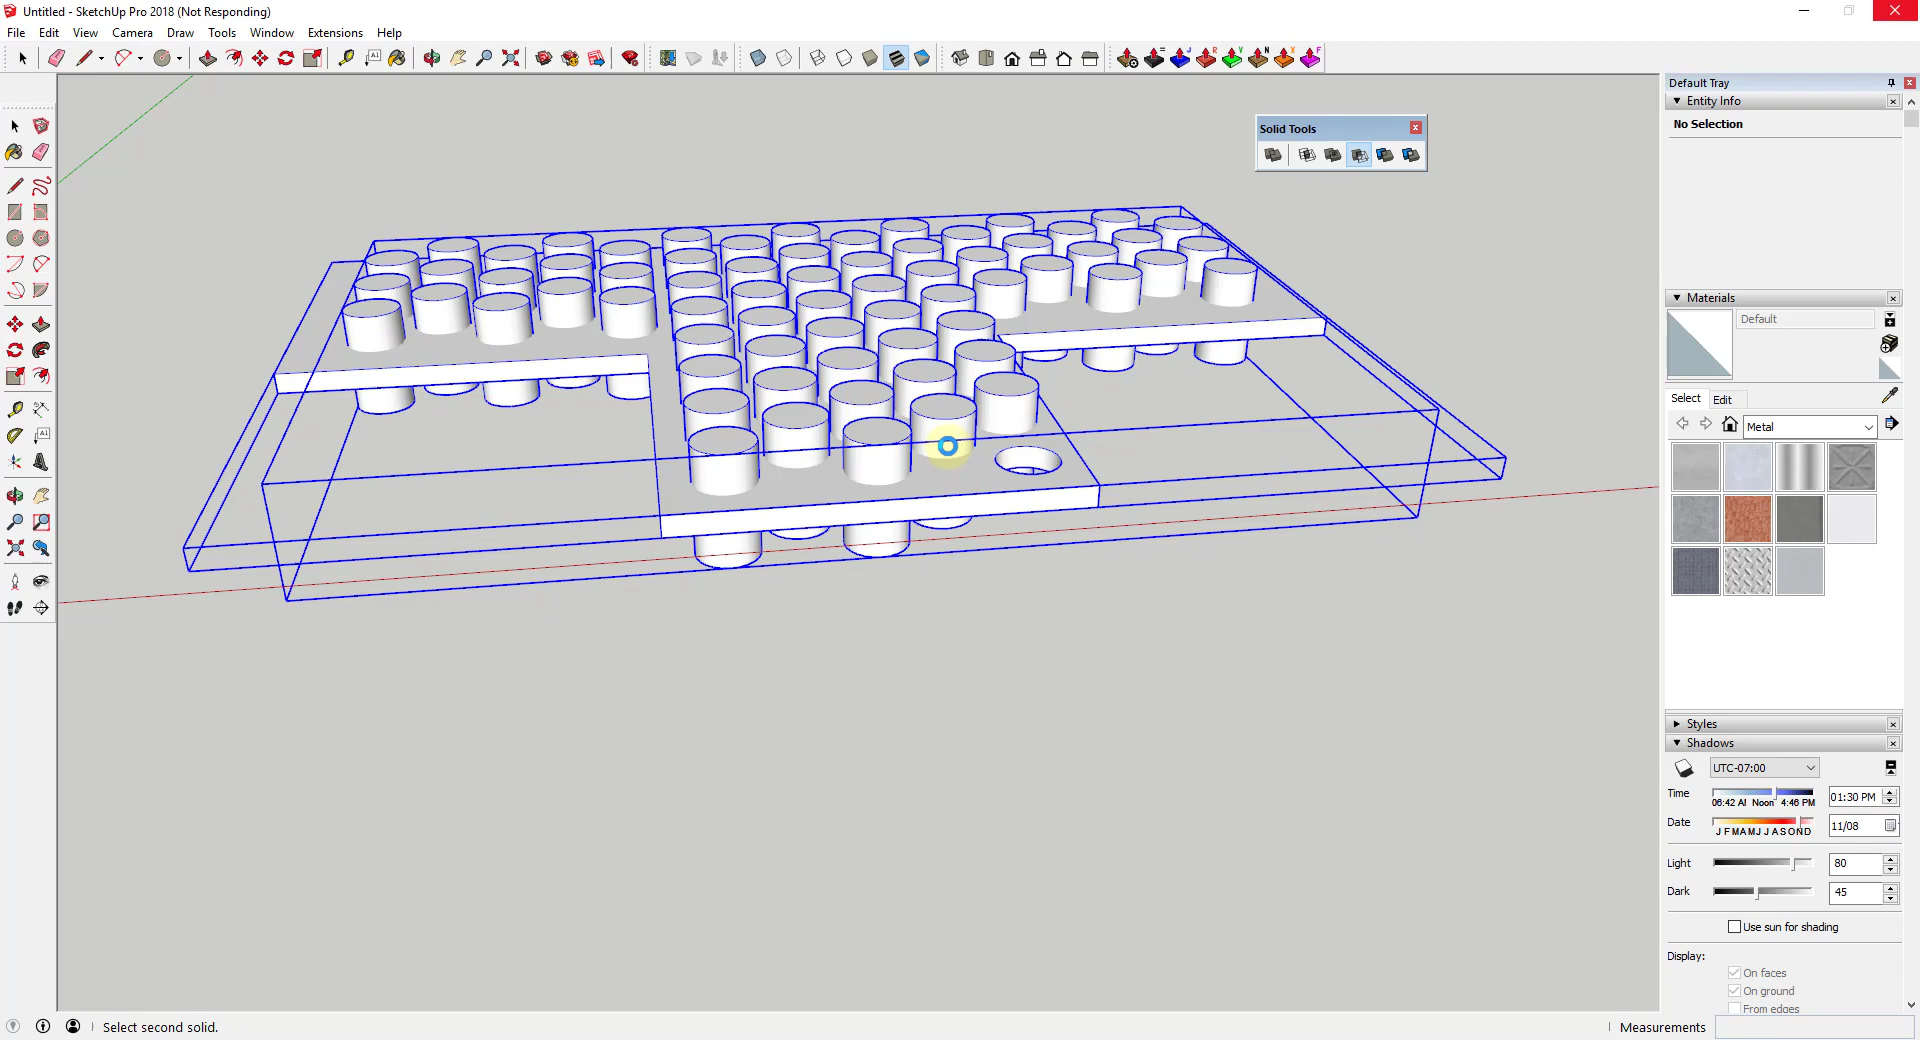 Untitled - SketchUp Pro 2018 (Not Responding)
File Edit View Camera Draw Tools Window Extensions Help
Default Tray
Entity Info
No Selection
Solid Tools
Materials
Default
Select Edit
Metal
Styles
Shadows
UTC-07:00
Time 06:42 AM Noon 4:46 PM 01:30 PM
Date J F M A M J J A S O N D 11/08
Light 80
Dark 45
Use sun for shading
Display:
On faces
On ground
From edges
Select second solid.
Measurements